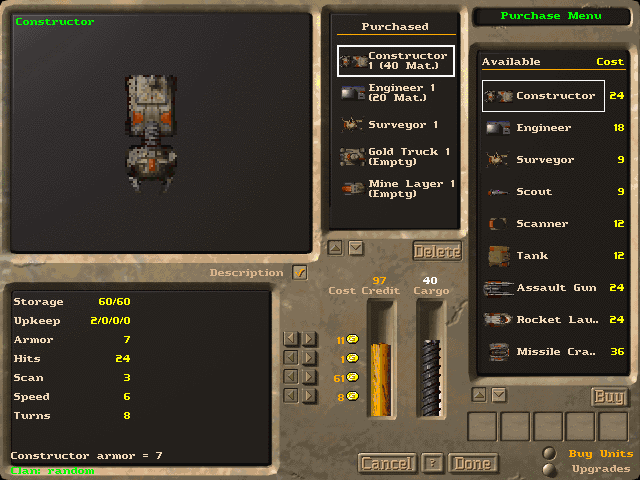 Constructor
Purchased
Constructor
1 (40 Mat.)
Engineer 1
(20 Mat.)
Surveyor 1
Gold Truck 1
(Empty)
Mine Layer 1
(Empty)
Delete
Purchase Menu
Available Cost
Constructor 24
Engineer 18
Surveyor 9
Scout 9
Scanner 12
Tank 12
Assault Gun 24
Rocket Lau.. 24
Missile Cra.. 36
Buy
Description
Storage 60/60
Upkeep 2/0/0/0
Armor 7
Hits 24
Scan 3
Speed 6
Turns 8
Constructor armor = 7
Clan: random
97 40
Cost Credit Cargo
11
1
61
8
Cancel ? Done
Buy Units
Upgrades